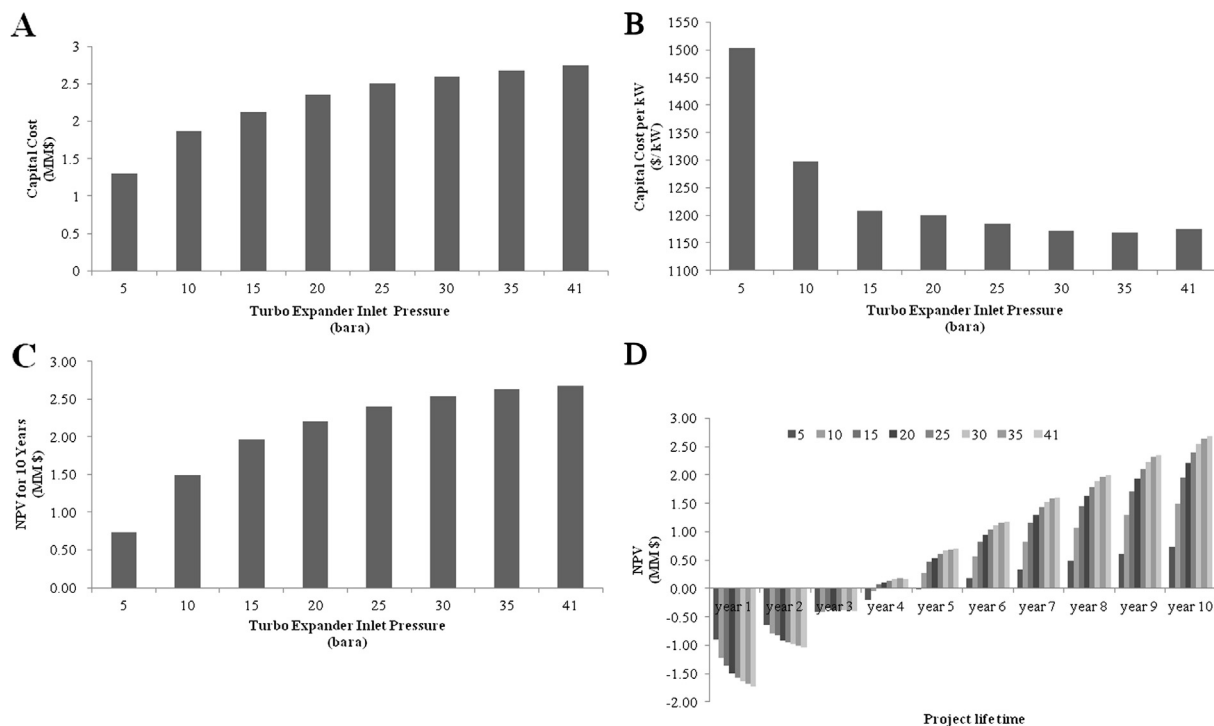 A
3
2.5
2
1.5
1
0.5
0
Capital Cost
(MM$)
5 10 15 20 25 30 35 41
Turbo Expander Inlet Pressure
(bara)
B
1550
1500
1450
1400
1350
1300
1250
1200
1150
1100
Capital Cost per kW
($/kW)
5 10 15 20 25 30 35 41
Turbo Expander Inlet Pressure
(bara)
C
3.00
2.50
2.00
1.50
1.00
0.50
0.00
NPV for 10 Years
(MM $)
5 10 15 20 25 30 35 41
Turbo Expander Inlet Pressure
(bara)
D
3.00
2.50
2.00
1.50
1.00
0.50
0.00
-0.50
-1.00
-1.50
-2.00
NPV
(MM $)
5 10 15 20 25 30 35 41
year 1 year 2 year 3 year 4 year 5 year 6 year 7 year 8 year 9 year 10
Project lifetime